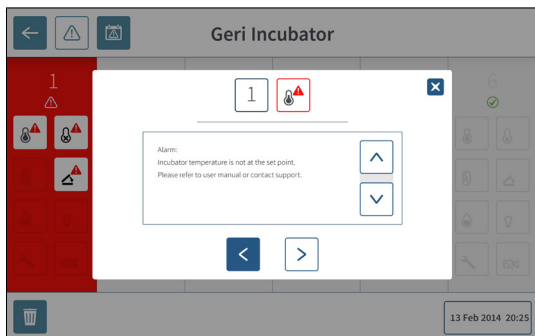 Geri Incubator
1
6
1
Alarm:
Incubator temperature is not at the set point.
Please refer to user manual or contact support.
13 Feb 2014 20:25